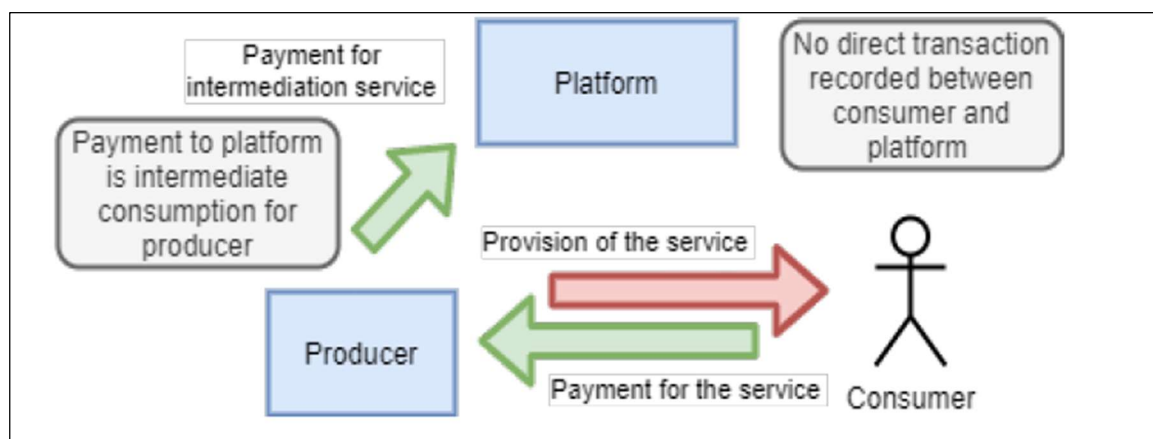 Payment for
intermediation service
Platform
No direct transaction
recorded between
consumer and
platform
Payment to platform
is intermediate
consumption for
producer
Provision of the service
Producer
Payment for the service
Consumer